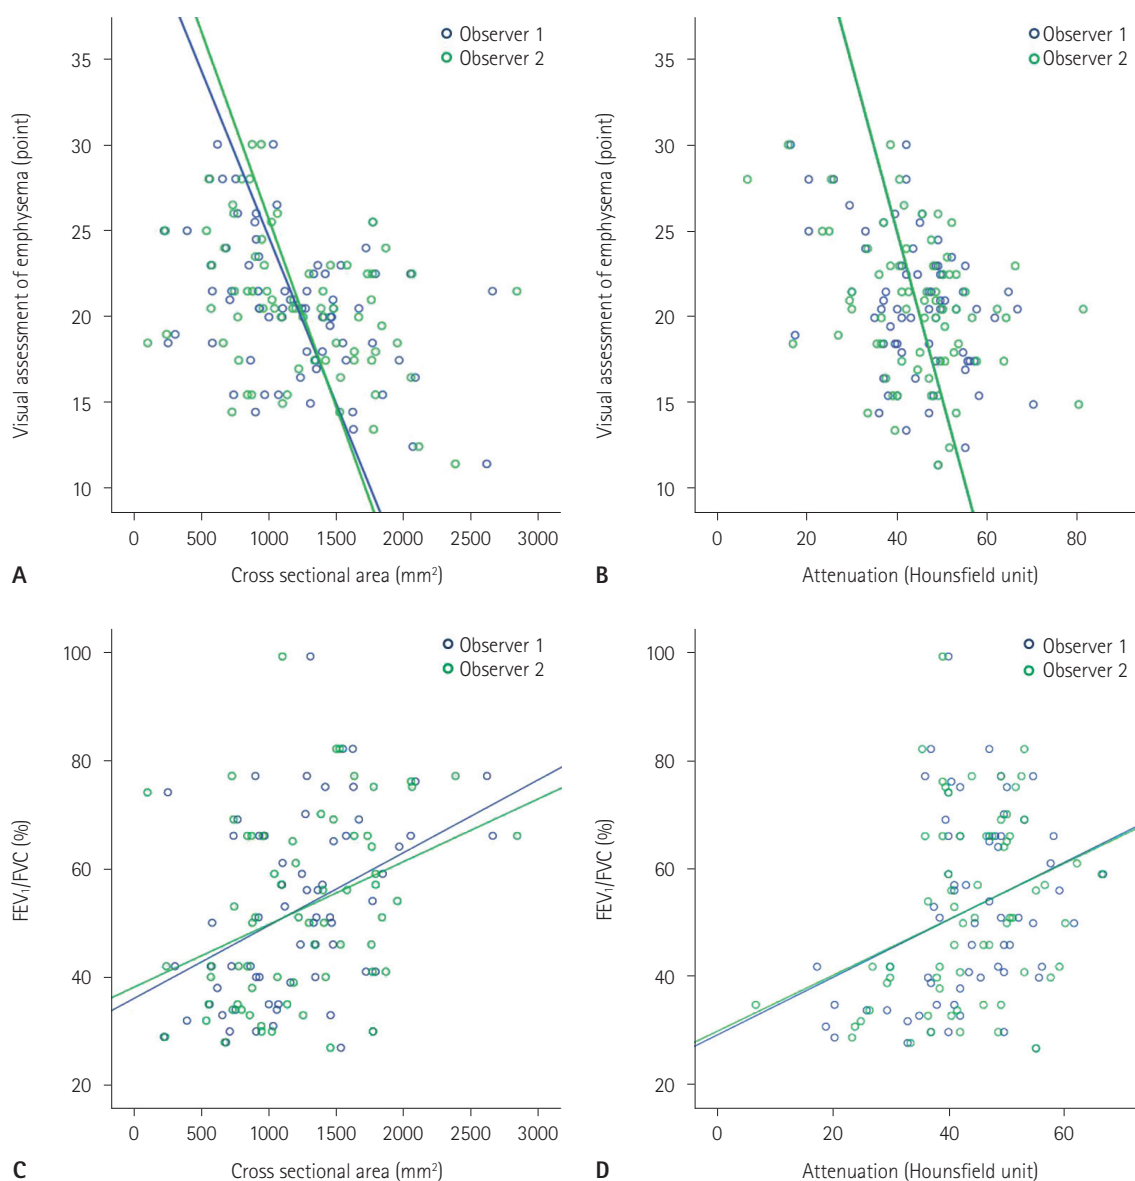 Observer 1
Observer 2
35
30
25
20
15
10
Visual assessment of emphysema (point)
0 500 1000 1500 2000 2500 3000
A
Cross sectional area (mm²)
Observer 1
Observer 2
35
30
25
20
15
10
Visual assessment of emphysema (point)
0 20 40 60 80
B
Attenuation (Hounsfield unit)
Observer 1
Observer 2
100
80
60
40
20
FEV₁/FVC (%)
0 500 1000 1500 2000 2500 3000
C
Cross sectional area (mm²)
Observer 1
Observer 2
100
80
60
40
20
FEV₁/FVC (%)
0 20 40 60
D
Attenuation (Hounsfield unit)